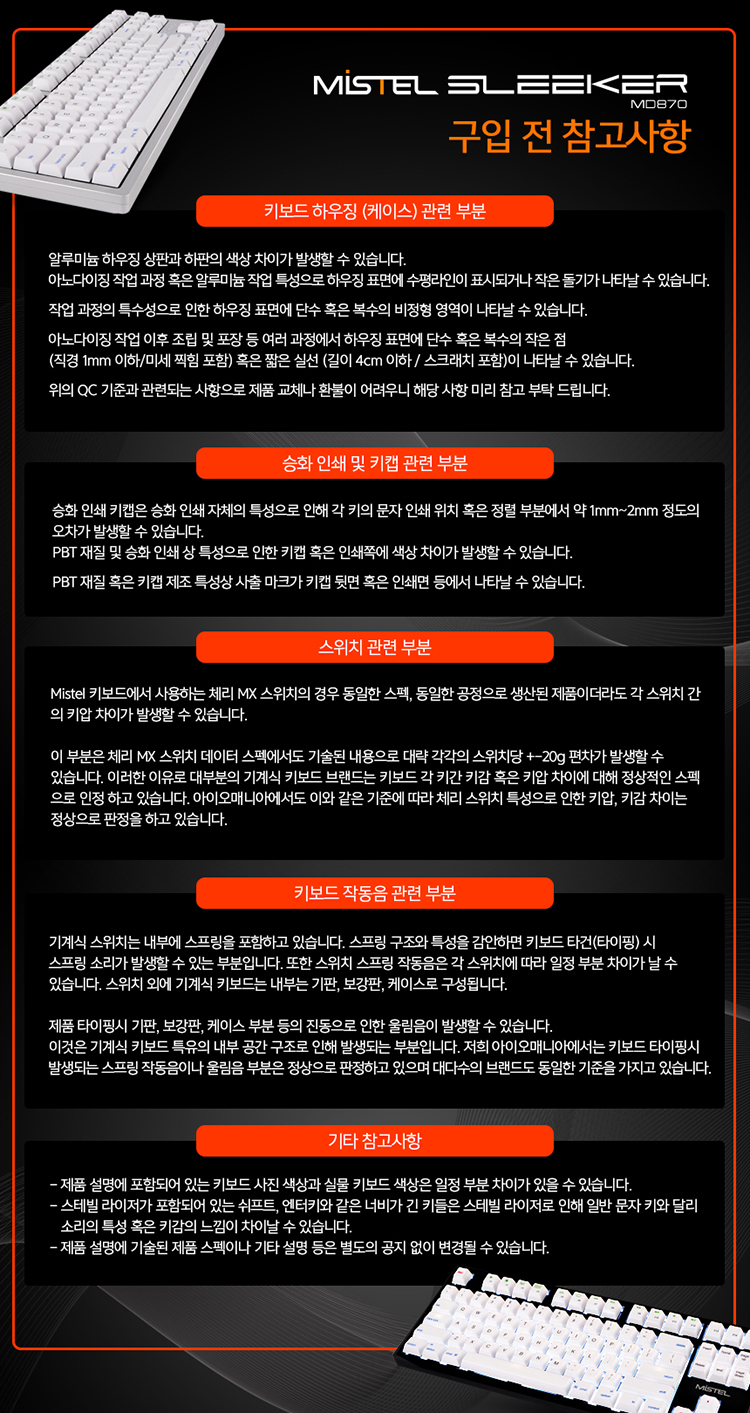 MiSTEL SLEEKER
MD870
구입 전 참고사항
키보드 하우징 (케이스) 관련 부분
알루미늄 하우징 상판과 하판의 색상 차이가 발생할 수 있습니다.
아노다이징 작업 과정 혹은 알루미늄 작업 특성으로 하우징 표면에 수평라인이 표시되거나 작은 돌기가 나타날 수 있습니다.
작업 과정의 특수성으로 인한 하우징 표면에 단수 혹은 복수의 비정형 영역이 나타날 수 있습니다.
아노다이징 작업 이후 조립 및 포장 등 여러 과정에서 하우징 표면에 단수 혹은 복수의 작은 점
(직경 1mm 이하/미세 찍힘 포함) 혹은 짧은 실선 (길이 4cm 이하 / 스크래치 포함)이 나타날 수 있습니다.
위의 QC 기준과 관련되는 사항으로 제품 교체나 환불이 어려우니 해당 사항 미리 참고 부탁 드립니다.
승화 인쇄 및 키캡 관련 부분
승화 인쇄 키캡은 승화 인쇄 자체의 특성으로 인해 각 키의 문자 인쇄 위치 혹은 정렬 부분에서 약 1mm~2mm 정도의
오차가 발생할 수 있습니다.
PBT 재질 및 승화 인쇄 상 특성으로 인한 키캡 혹은 인쇄쪽에 색상 차이가 발생할 수 있습니다.
PBT 재질 혹은 키캡 제조 특성상 사출 마크가 키캡 뒷면 혹은 인쇄면 등에서 나타날 수 있습니다.
스위치 관련 부분
Mistel 키보드에서 사용하는 체리 MX 스위치의 경우 동일한 스펙, 동일한 공정으로 생산된 제품이더라도 각 스위치 간
의 키압 차이가 발생할 수 있습니다.
이 부분은 체리 MX 스위치 데이터 스펙에서도 기술된 내용으로 대략 각각의 스위치당 +-20g 편차가 발생할 수
있습니다. 이러한 이유로 대부분의 기계식 키보드 브랜드는 키보드 각 키간 키감 혹은 키압 차이에 대해 정상적인 스펙
으로 인정 하고 있습니다. 아이오매니아에서도 이와 같은 기준에 따라 체리 스위치 특성으로 인한 키압, 키감 차이는
정상으로 판정을 하고 있습니다.
키보드 작동음 관련 부분
기계식 스위치는 내부에 스프링을 포함하고 있습니다. 스프링 구조와 특성을 감안하면 키보드 타건(타이핑) 시
스프링 소리가 발생할 수 있는 부분입니다. 또한 스위치 스프링 작동음은 각 스위치에 따라 일정 부분 차이가 날 수
있습니다. 스위치 외에 기계식 키보드는 내부는 기판, 보강판, 케이스로 구성됩니다.
제품 타이핑시 기판, 보강판, 케이스 부분 등의 진동으로 인한 울림음이 발생할 수 있습니다.
이것은 기계식 키보드 특유의 내부 공간 구조로 인해 발생되는 부분입니다. 저희 아이오매니아에서는 키보드 타이핑시
발생되는 스프링 작동음이나 울림음 부분은 정상으로 판정하고 있으며 대다수의 브랜드도 동일한 기준을 가지고 있습니다.
기타 참고사항
- 제품 설명에 포함되어 있는 키보드 사진 색상과 실물 키보드 색상은 일정 부분 차이가 있을 수 있습니다.
- 스테빌 라이저가 포함되어 있는 쉬프트, 엔터키와 같은 너비가 긴 키들은 스테빌 라이저로 인해 일반 문자 키와 달리
소리의 특성 혹은 키감의 느낌이 차이날 수 있습니다.
- 제품 설명에 기술된 제품 스펙이나 기타 설명 등은 별도의 공지 없이 변경될 수 있습니다.
MiSTEL